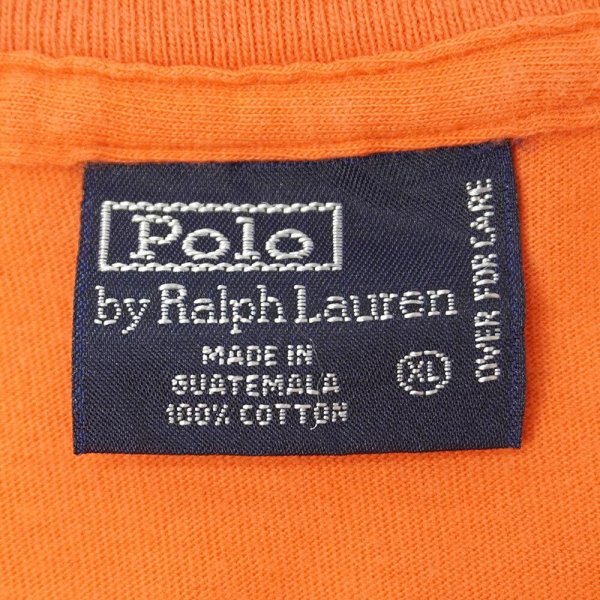 Polo
by Ralph Lauren
MADE IN
GUATEMALA
100% COTTON
XL
OVER FOR CARE